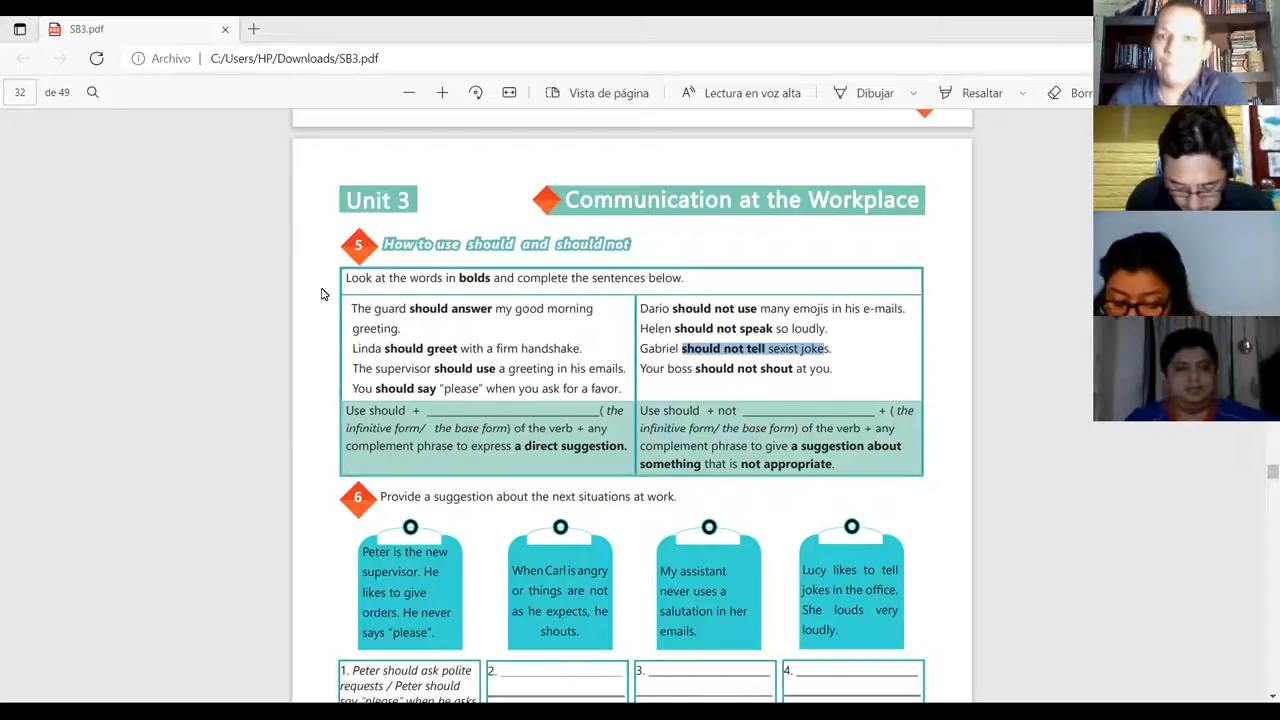 SB3.pdf
Archivo C:/Users/HP/Downloads/SB3.pdf
32 de 49 Vista de página Lectura en voz alta Dibujar Resaltar Borr
Unit 3 Communication at the Workplace
5 How to use should and should not
Look at the words in bolds and complete the sentences below.
The guard should answer my good morning
greeting.
Linda should greet with a firm handshake.
The supervisor should use a greeting in his emails.
You should say “please” when you ask for a favor.
Dario should not use many emojis in his e-mails.
Helen should not speak so loudly.
Gabriel should not tell sexist jokes.
Your boss should not shout at you.
Use should + ____________________________( the
infinitive form/ the base form) of the verb + any
complement phrase to express a direct suggestion.
Use should + not _____________________ + ( the
infinitive form/ the base form) of the verb + any
complement phrase to give a suggestion about
something that is not appropriate.
6 Provide a suggestion about the next situations at work.
Peter is the new
supervisor. He
likes to give
orders. He never
says “please”.
When Carl is angry
or things are not
as he expects, he
shouts.
My assistant
never uses a
salutation in her
emails.
Lucy likes to tell
jokes in the office.
She louds very
loudly.
1. Peter should ask polite
requests / Peter should
say “please” when he asks
2. ____________________
3. ____________________
4. ____________________